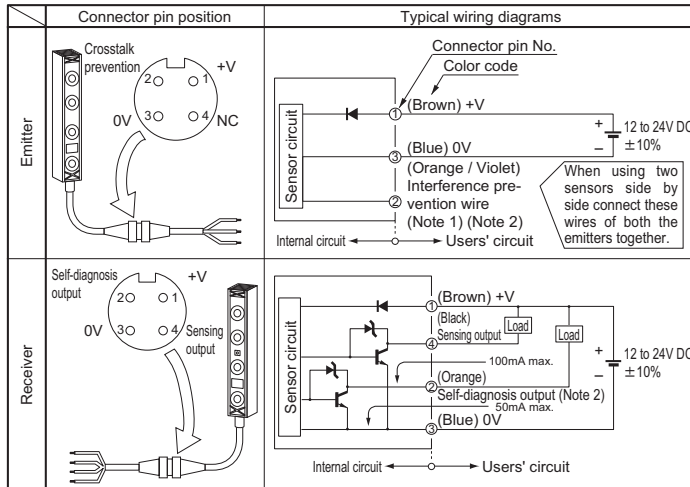 Connector pin position
Typical wiring diagrams
Emitter
Crosstalk
prevention
2
1
+V
0V
3
4
NC
Connector pin No.
Color code
Sensor circuit
1
(Brown) +V
3
(Blue) 0V
(Orange / Violet)
2
Interference pre-
vention wire
(Note 1) (Note 2)
+
−
12 to 24V DC
±10%
When using two
sensors side by
side connect these
wires of both the
emitters together.
Internal circuit
Users' circuit
Receiver
Self-diagnosis
output
+V
2
1
0V
3
4
Sensing
output
Sensor circuit
1
(Brown) +V
(Black)
4
Sensing output
Load
Load
100mA max.
(Orange)
2
Self-diagnosis output (Note 2)
50mA max.
3
(Blue) 0V
+
−
12 to 24V DC
±10%
Internal circuit
Users' circuit